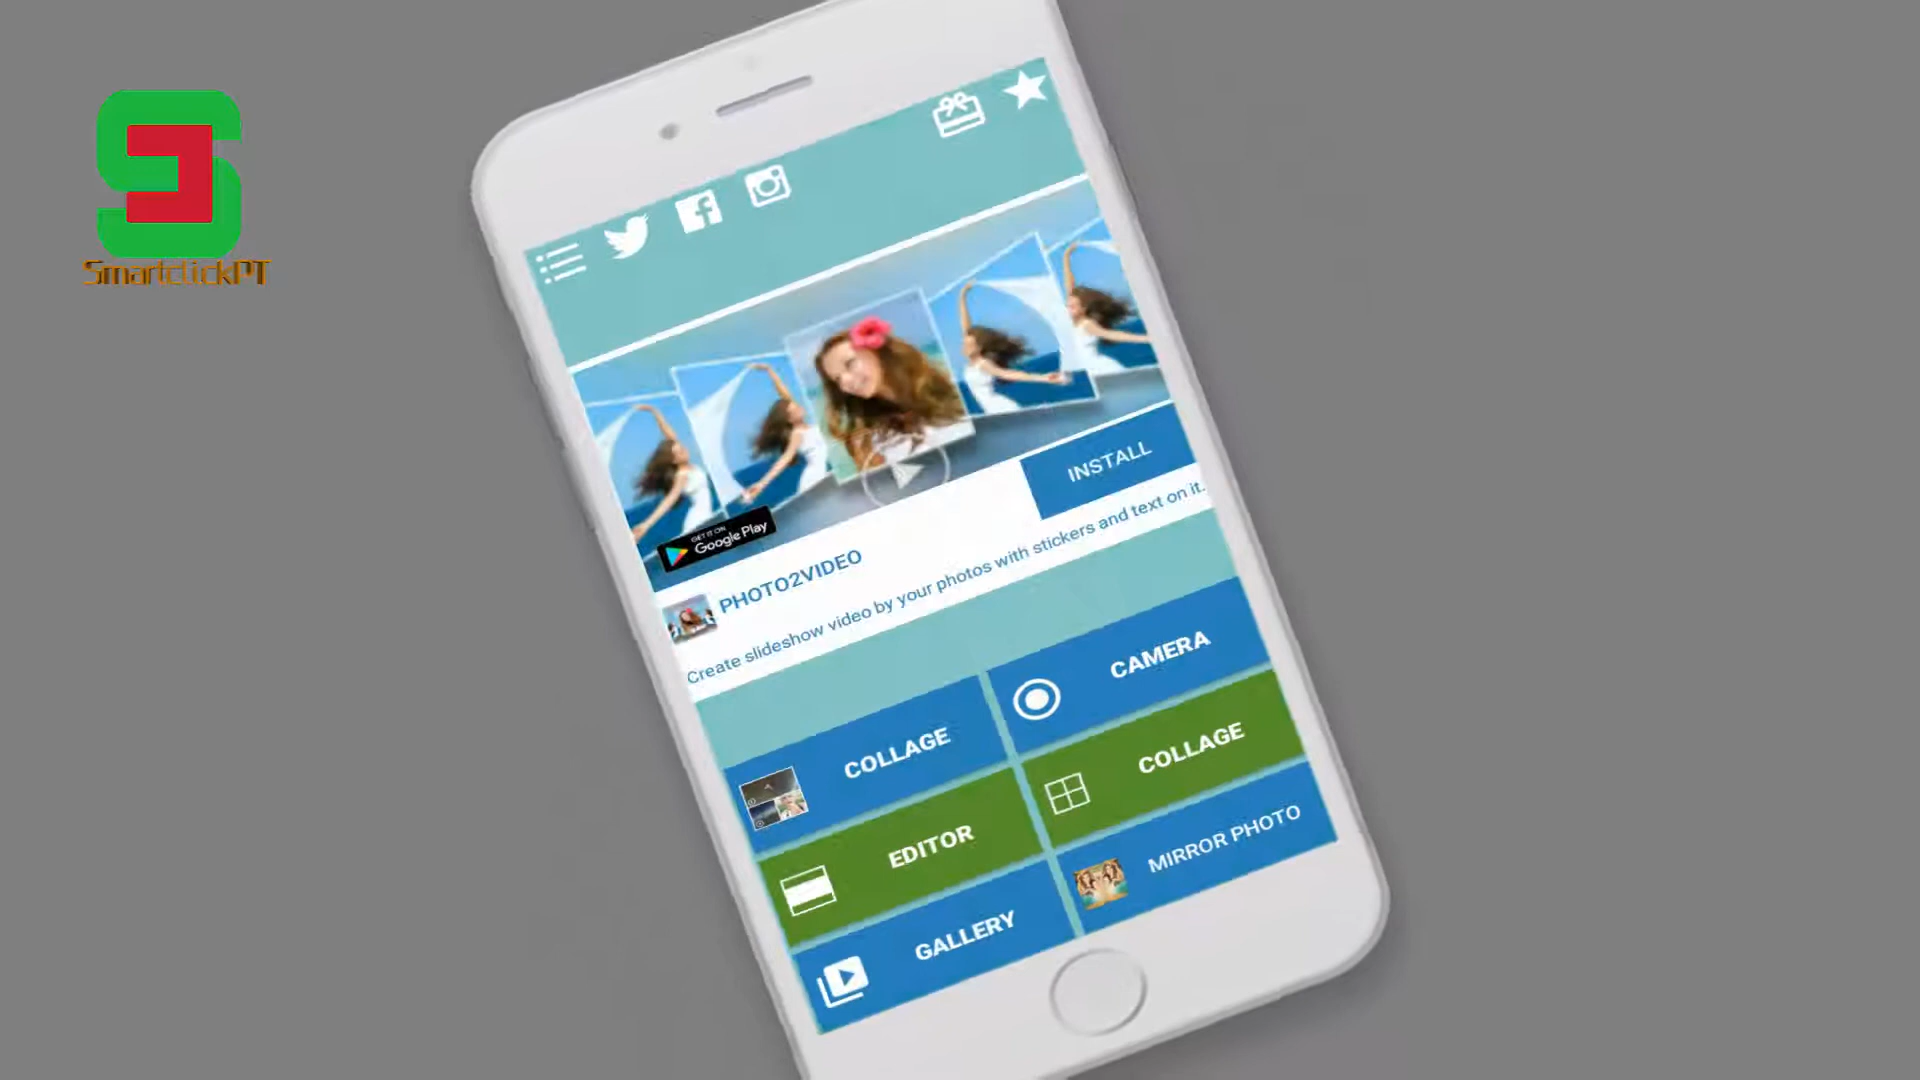 SmartclickPT
INSTALL
GET IT ON
Google Play
PHOTO2VIDEO
Create slideshow video by your photos with stickers and text on it.
CAMERA
COLLAGE
COLLAGE
EDITOR
MIRROR PHOTO
GALLERY